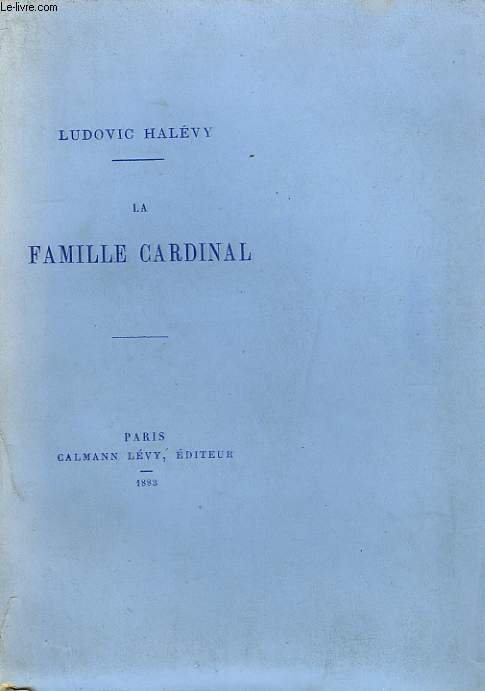 Le-livre.com
LUDOVIC HALÉVY
LA
FAMILLE CARDINAL
PARIS
CALMANN LÉVY, ÉDITEUR
1883